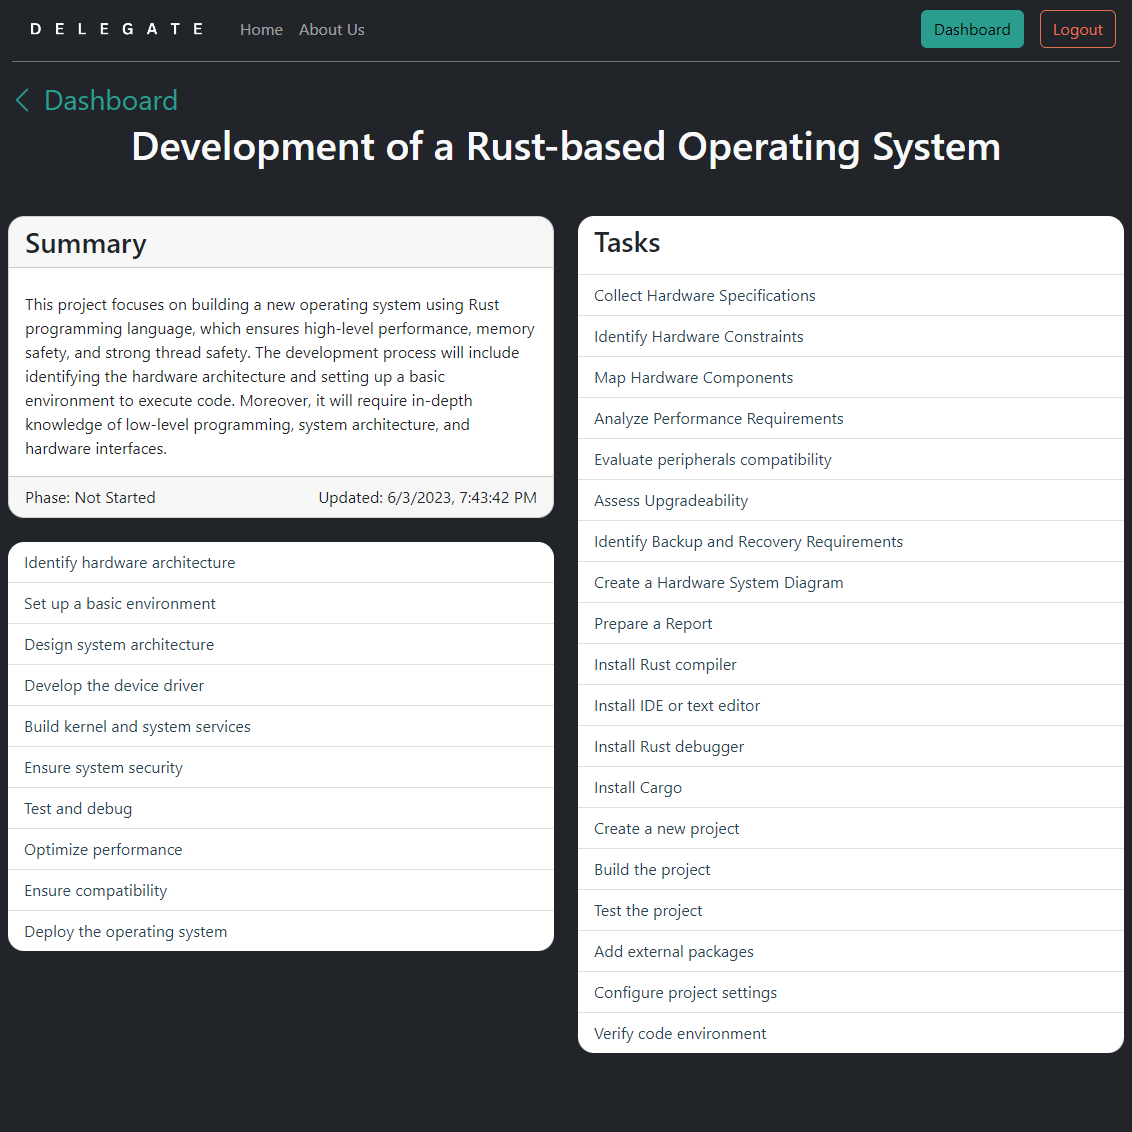 DELEGATE Home About Us Dashboard Logout
Dashboard
Development of a Rust-based Operating System
Summary
This project focuses on building a new operating system using Rust
programming language, which ensures high-level performance, memory
safety, and strong thread safety. The development process will include
identifying the hardware architecture and setting up a basic
environment to execute code. Moreover, it will require in-depth
knowledge of low-level programming, system architecture, and
hardware interfaces.
Phase: Not Started Updated: 6/3/2023, 7:43:42 PM
Identify hardware architecture
Set up a basic environment
Design system architecture
Develop the device driver
Build kernel and system services
Ensure system security
Test and debug
Optimize performance
Ensure compatibility
Deploy the operating system
Tasks
Collect Hardware Specifications
Identify Hardware Constraints
Map Hardware Components
Analyze Performance Requirements
Evaluate peripherals compatibility
Assess Upgradeability
Identify Backup and Recovery Requirements
Create a Hardware System Diagram
Prepare a Report
Install Rust compiler
Install IDE or text editor
Install Rust debugger
Install Cargo
Create a new project
Build the project
Test the project
Add external packages
Configure project settings
Verify code environment